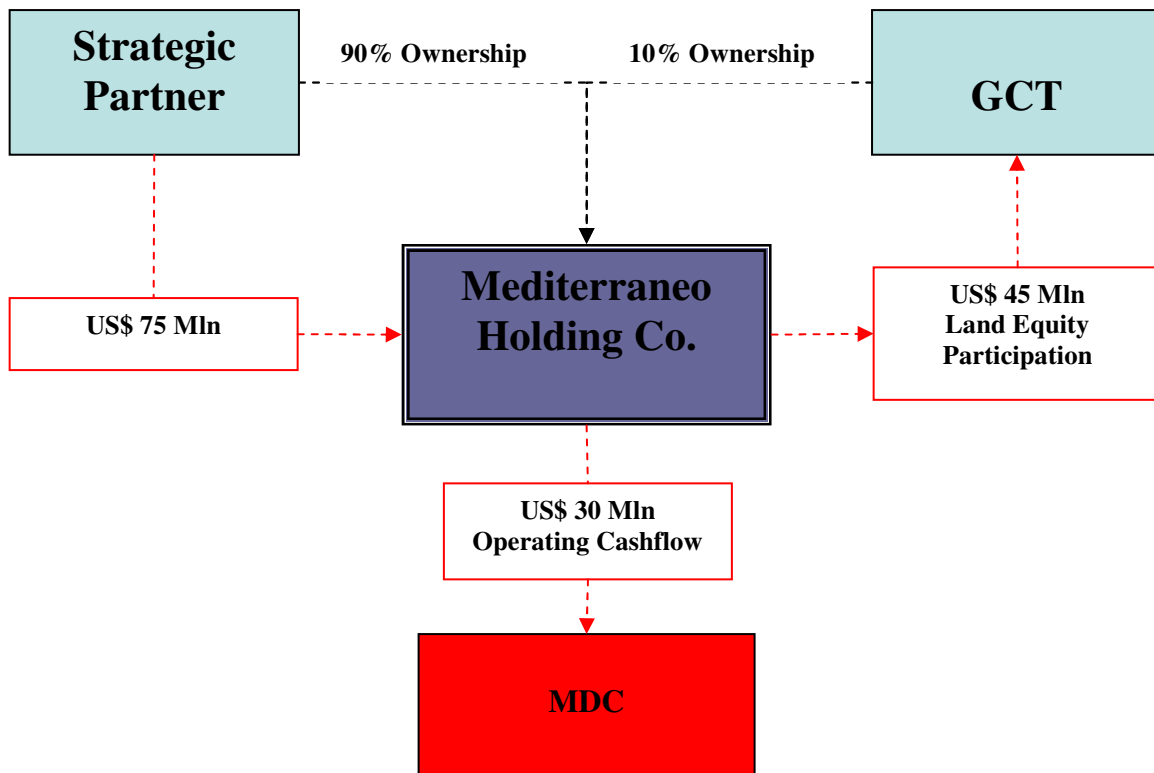 Strategic
Partner
90% Ownership
10% Ownership
GCT
Mediterraneo
Holding Co.
US$ 75 Mln
US$ 45 Mln
Land Equity
Participation
US$ 30 Mln
Operating Cashflow
MDC